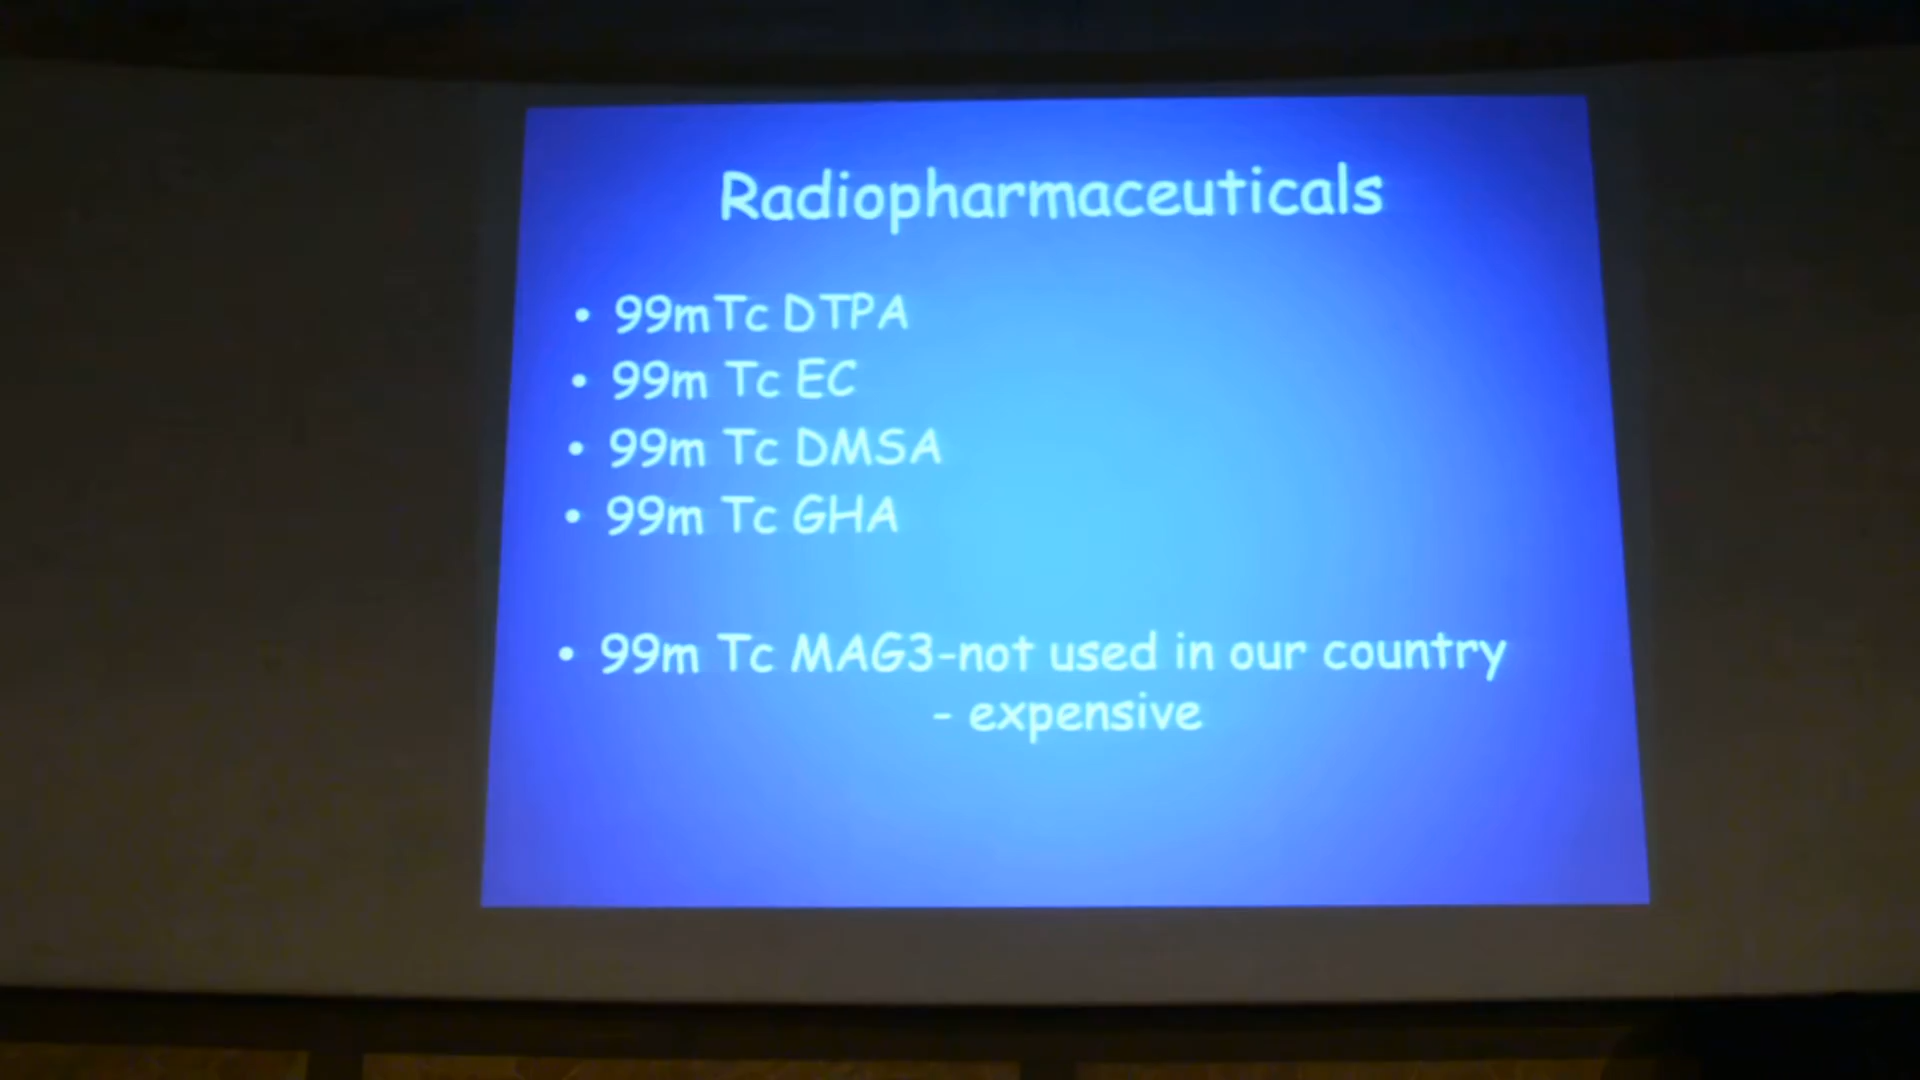 Radiopharmaceuticals
• 99mTc DTPA
• 99m Tc EC
• 99m Tc DMSA
• 99m Tc GHA
• 99m Tc MAG3-not used in our country
- expensive